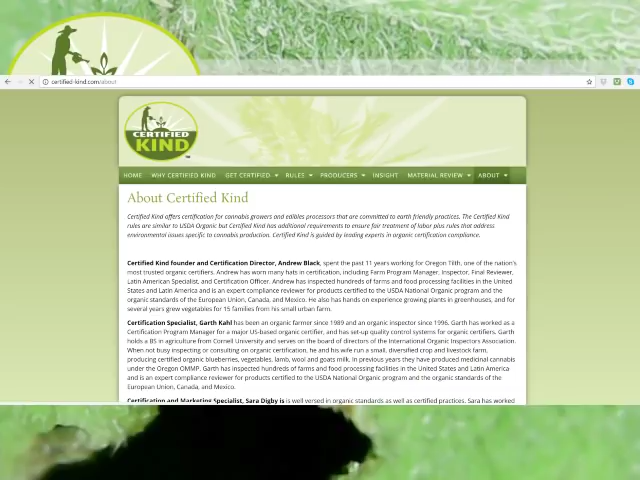 certified-kind.com/about
CERTIFIED
KIND
TM
HOME WHY CERTIFIED KIND GET CERTIFIED RULES PRODUCERS INSIGHT MATERIAL REVIEW ABOUT
About Certified Kind
Certified Kind offers certification for cannabis growers and edibles processors that are committed to earth friendly practices. The Certified Kind
rules are similar to USDA Organic but Certified Kind has additional requirements to ensure fair treatment of labor plus rules that address
environmental issues specific to cannabis production. Certified Kind is guided by leading experts in organic certification compliance.
Certified Kind founder and Certification Director, Andrew Black, spent the past 11 years working for Oregon Tilth, one of the nation's
most trusted organic certifiers. Andrew has worn many hats in certification, including Farm Program Manager, Inspector, Final Reviewer,
Latin American Specialist, and Certification Officer. Andrew has inspected hundreds of farms and food processing facilities in the United
States and Latin America and is an expert compliance reviewer for products certified to the USDA National Organic program and the
organic standards of the European Union, Canada, and Mexico. He also has hands on experience growing plants in greenhouses, and for
several years grew vegetables for 15 families from his small urban farm.
Certification Specialist, Garth Kahl has been an organic farmer since 1989 and an organic inspector since 1996. Garth has worked as a
Certification Program Manager for a major US-based organic certifier, and has set-up quality control systems for organic certifiers. Garth
holds a BS in agriculture from Cornell University and serves on the board of directors of the International Organic Inspectors Association.
When not busy inspecting or consulting on organic certification, he and his wife run a small, diversified crop and livestock farm,
producing certified organic blueberries, vegetables, lamb, wool and goats milk. In previous years they have produced medicinal cannabis
under the Oregon OMMP. Garth has inspected hundreds of farms and food processing facilities in the United States and Latin America
and is an expert compliance reviewer for products certified to the USDA National Organic program and the organic standards of the
European Union, Canada, and Mexico.
Certification and Marketing Specialist, Sara Digby is is well versed in organic standards as well as certified practices. Sara has worked